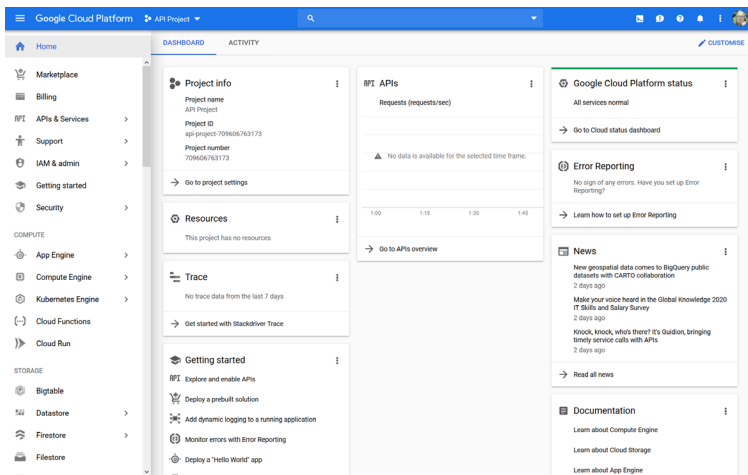 Google Cloud Platform
API Project
Home
Marketplace
Billing
API APIs & Services
Support
IAM & admin
Getting started
Security
COMPUTE
App Engine
Compute Engine
Kubernetes Engine
Cloud Functions
Cloud Run
STORAGE
Bigtable
Datastore
Firestore
Filestore
DASHBOARD
ACTIVITY
CUSTOMISE
Project info
Project name
API Project
Project ID
api-project-709606763173
Project number
709606763173
Go to project settings
Resources
This project has no resources
Trace
No trace data from the last 7 days
Get started with Stackdriver Trace
Getting started
API Explore and enable APIs
Deploy a prebuilt solution
Add dynamic logging to a running application
Monitor errors with Error Reporting
Deploy a "Hello World" app
API APIs
Requests (requests/sec)
No data is available for the selected time frame.
1:00 1:15 1:30 1:45
Go to APIs overview
Google Cloud Platform status
All services normal
Go to Cloud status dashboard
Error Reporting
No sign of any errors. Have you set up Error
Reporting?
Learn how to set up Error Reporting
News
New geospatial data comes to BigQuery public
datasets with CARTO collaboration
2 days ago
Make your voice heard in the Global Knowledge 2020
IT Skills and Salary Survey
2 days ago
Knock, knock, who's there? It's Guidion, bringing
timely service calls with APIs
2 days ago
Read all news
Documentation
Learn about Compute Engine
Learn about Cloud Storage
Learn about App Engine